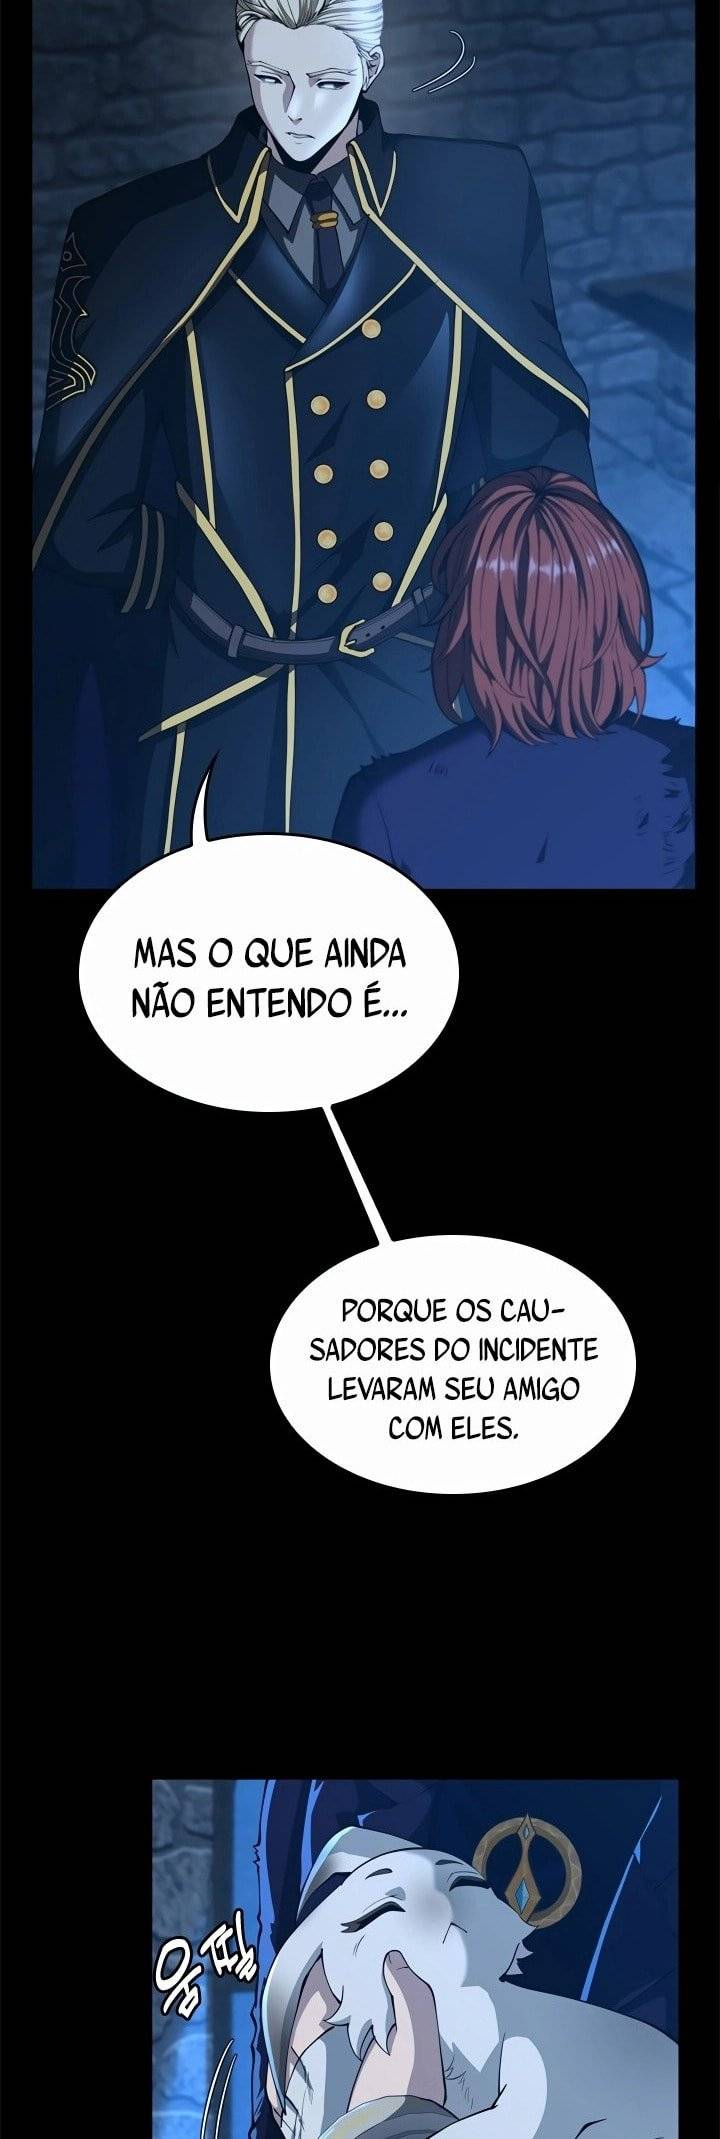 MAS O QUE AINDA
NÃO ENTENDO É...
PORQUE OS CAU-
SADORES DO INCIDENTE
LEVARAM SEU AMIGO
COM ELES.
움찔